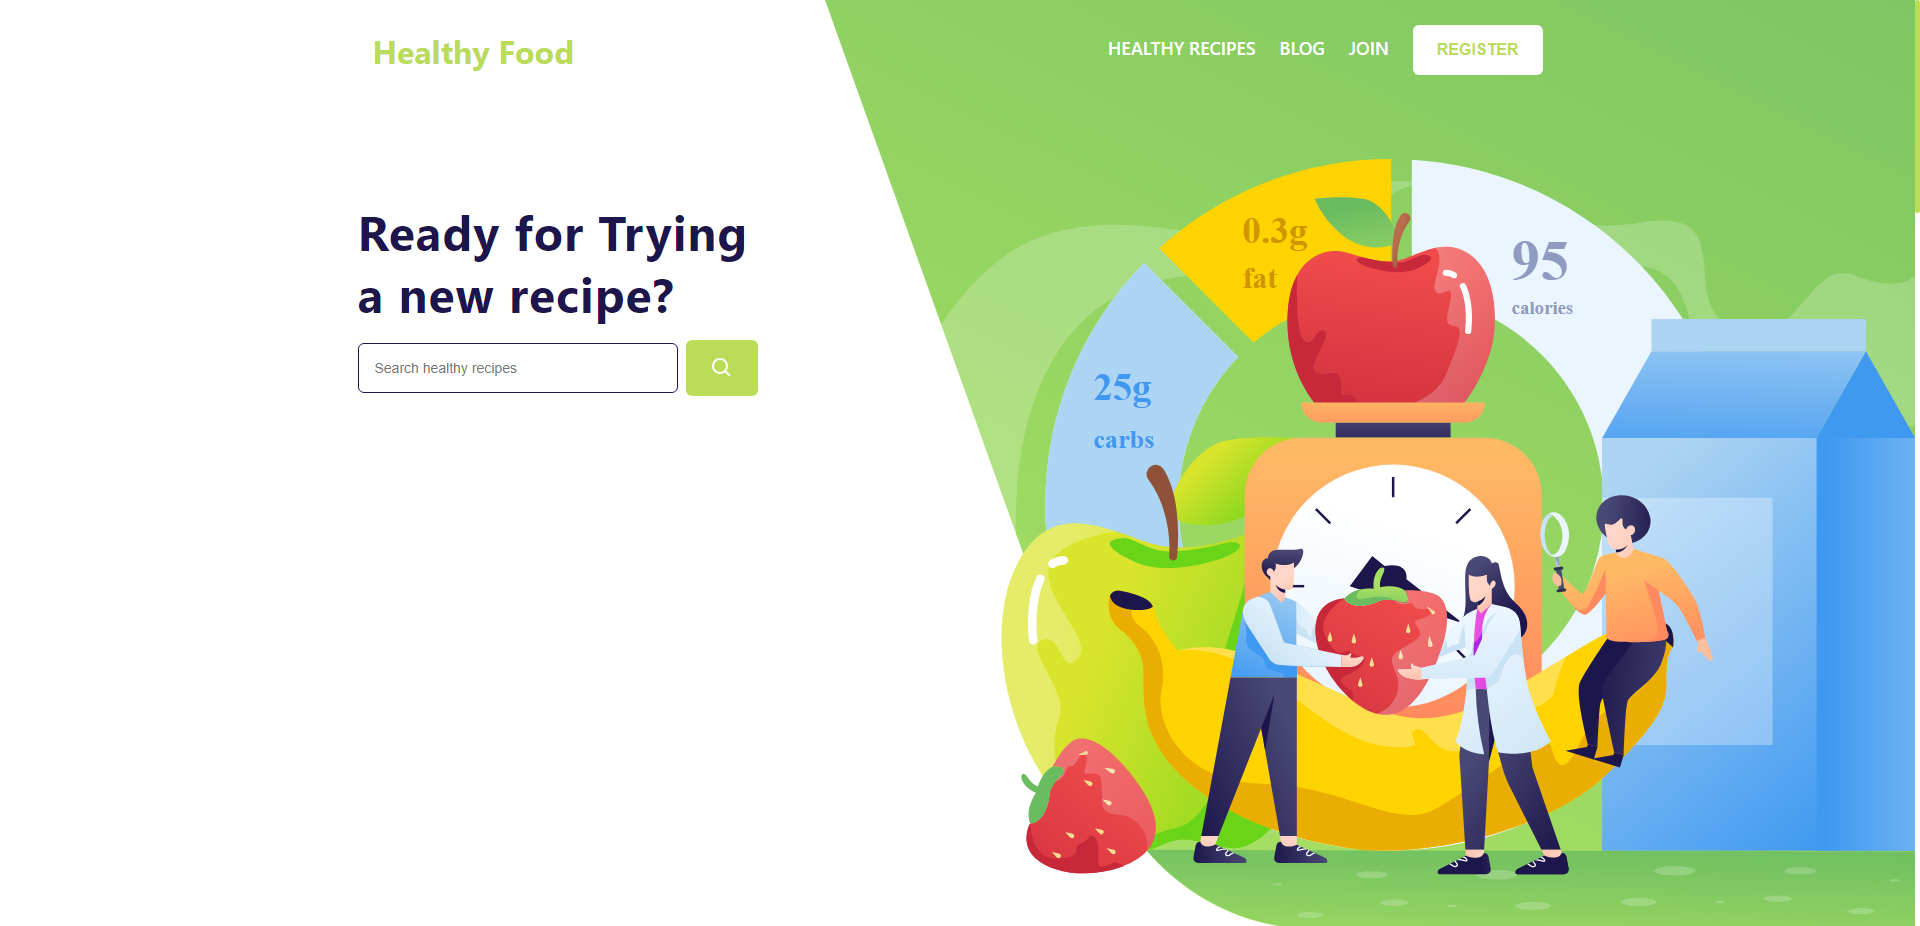 Healthy Food
HEALTHY RECIPES
BLOG
JOIN
REGISTER
Ready for Trying
a new recipe?
Search healthy recipes
0.3g
fat
95
calories
25g
carbs